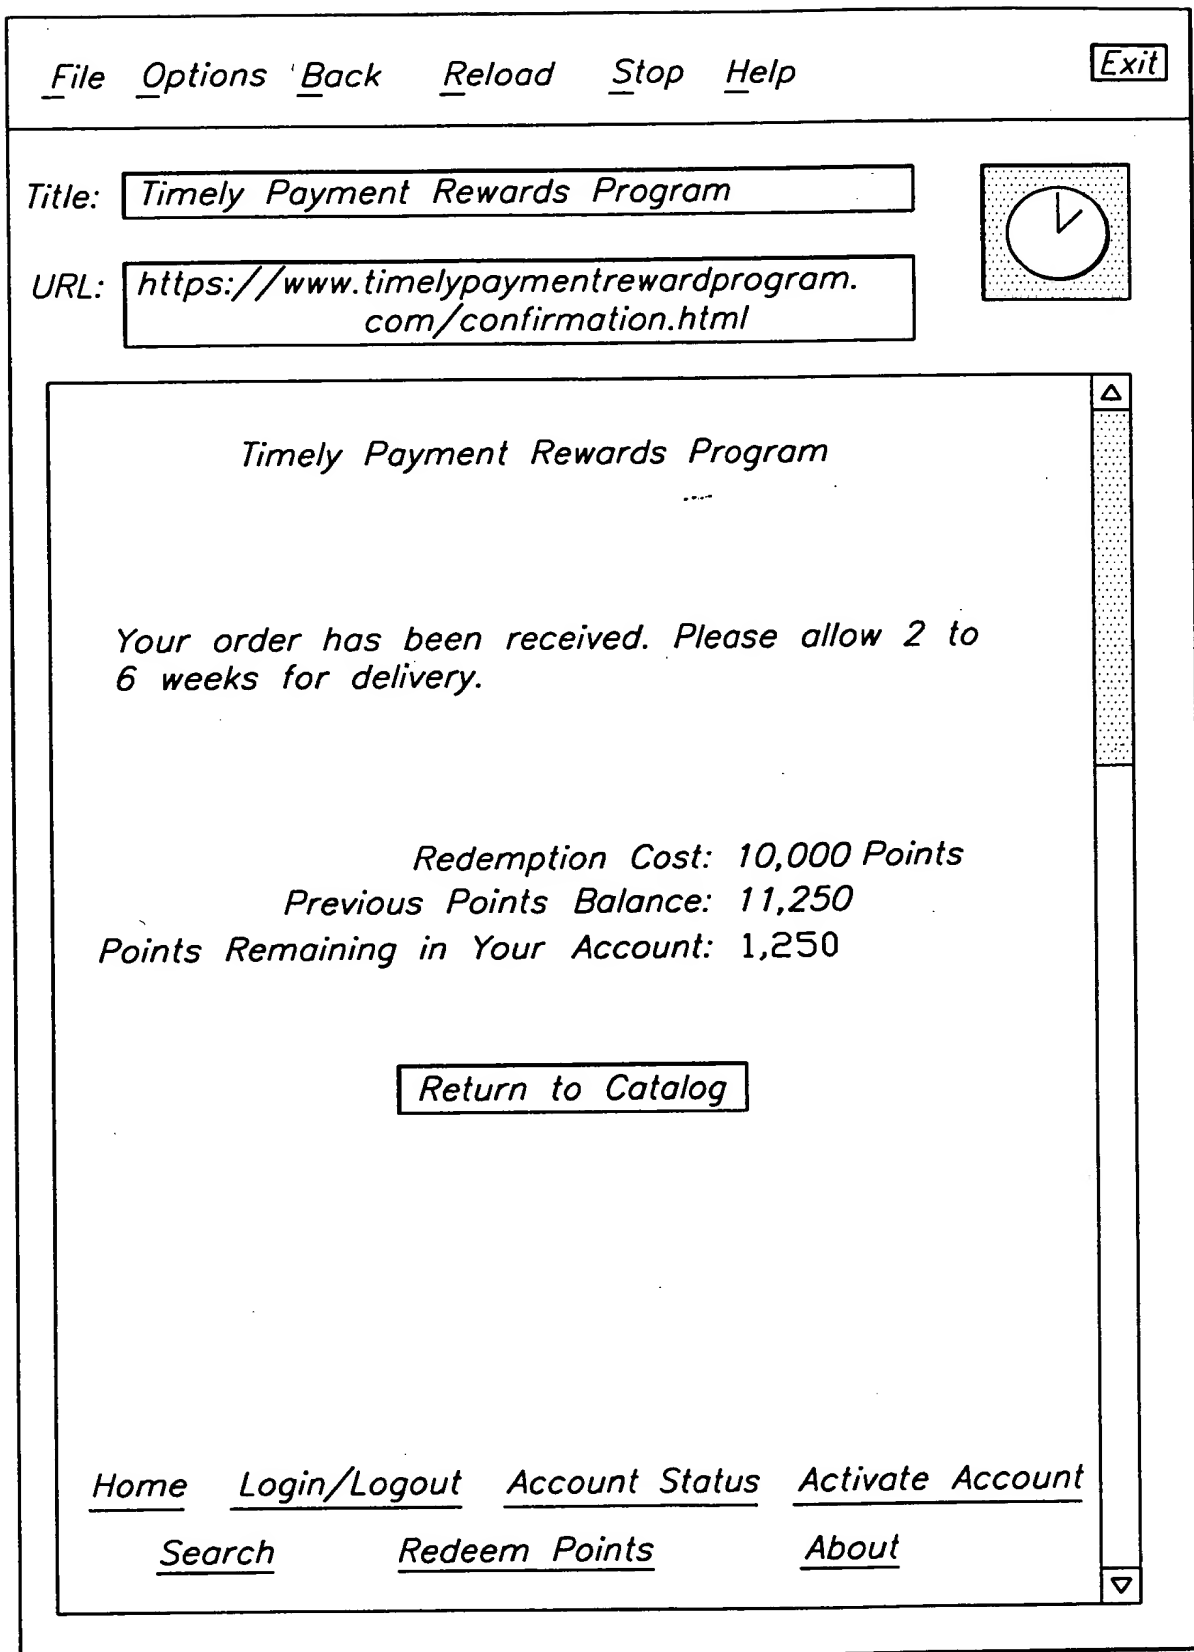 File Options Back Reload Stop Help Exit
Title: Timely Payment Rewards Program
URL: https://www.timelypaymentrewardprogram.
com/confirmation.html
Timely Payment Rewards Program
Your order has been received. Please allow 2 to
6 weeks for delivery.
Redemption Cost: 10,000 Points
Previous Points Balance: 11,250
Points Remaining in Your Account: 1,250
Return to Catalog
Home Login/Logout Account Status Activate Account
Search Redeem Points About